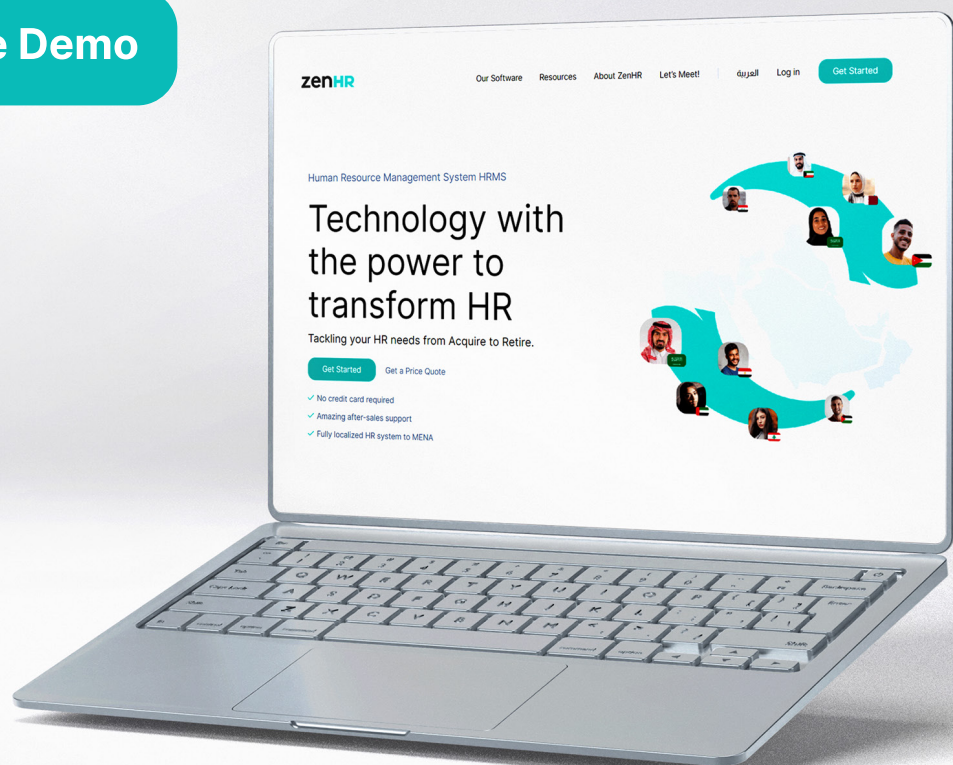 e Demo
zenHR
Our Software Resources About ZenHR Let's Meet! العربية Log in Get Started
Human Resource Management System HRMS
Technology with
the power to
transform HR
Tackling your HR needs from Acquire to Retire.
Get Started Get a Price Quote
✓ No credit card required
✓ Amazing after-sales support
✓ Fully localized HR system to MENA